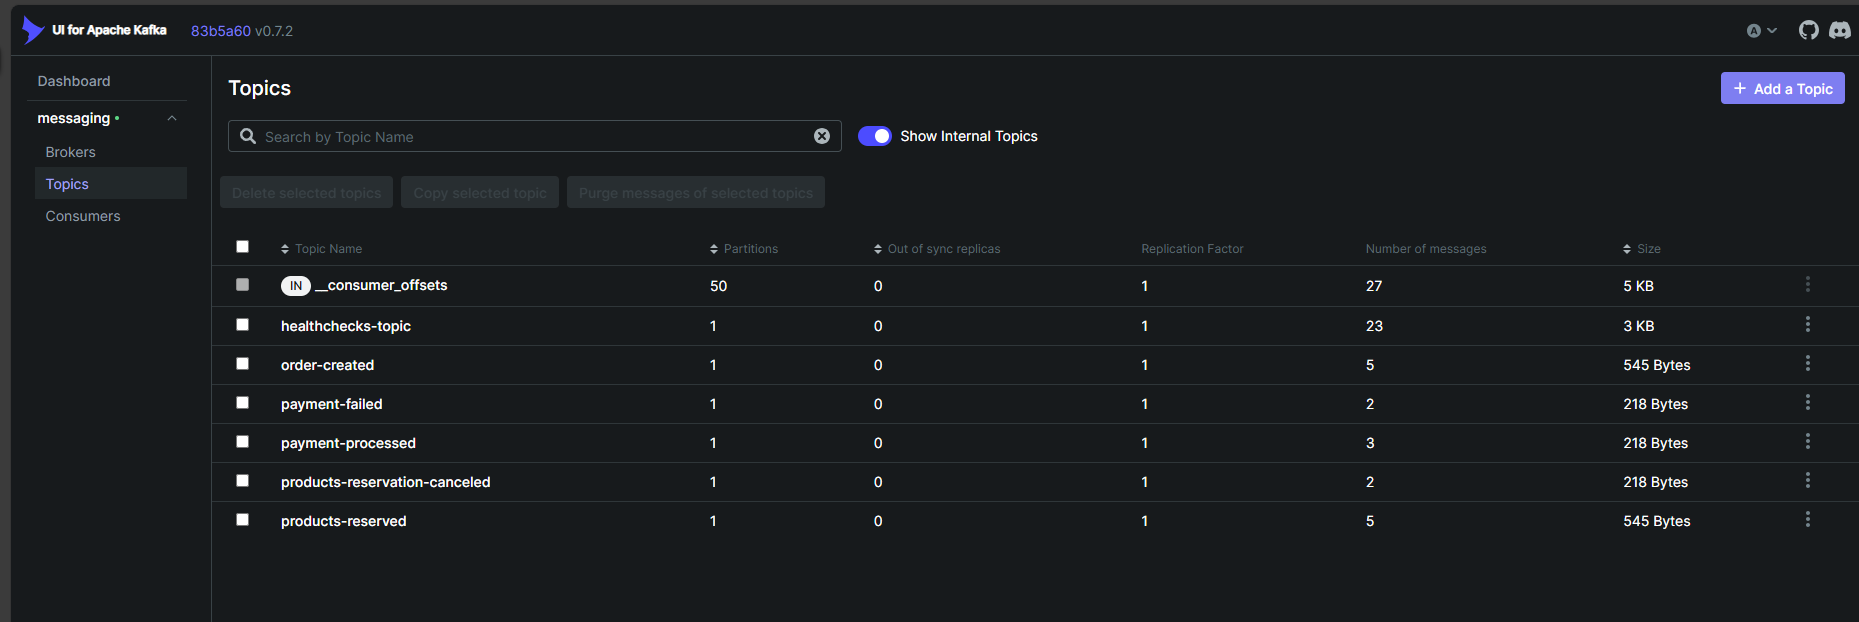 UI for Apache Kafka 83b5a60 v0.7.2 A
Dashboard
messaging
Brokers
Topics
Consumers
Topics
+ Add a Topic
Search by Topic Name
Show Internal Topics
Delete selected topics Copy selected topic Purge messages of selected topics
Topic Name Partitions Out of sync replicas Replication Factor Number of messages Size
IN __consumer_offsets 50 0 1 27 5 KB
healthchecks-topic 1 0 1 23 3 KB
order-created 1 0 1 5 545 Bytes
payment-failed 1 0 1 2 218 Bytes
payment-processed 1 0 1 3 218 Bytes
products-reservation-canceled 1 0 1 2 218 Bytes
products-reserved 1 0 1 5 545 Bytes